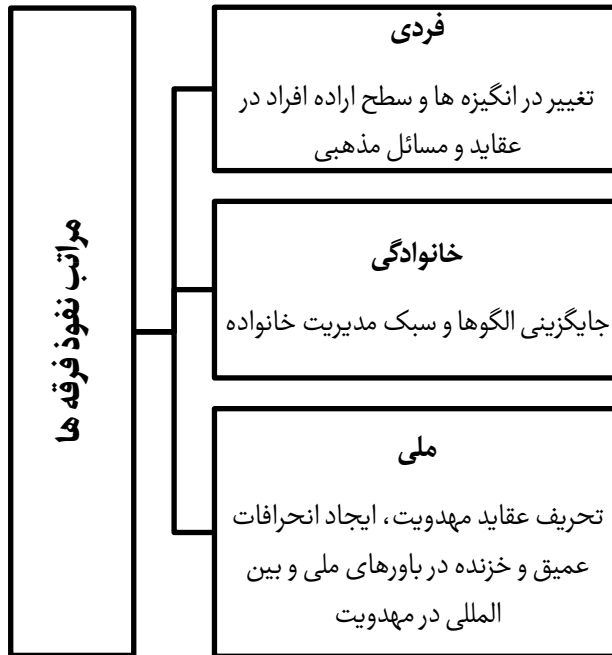 مراتب نفوذ فرقه ها
فردی
تغییر در انگیزه ها و سطح اراده افراد در
عقاید و مسائل مذهبی
خانوادگی
جایگزینی الگوها و سبک مدیریت خانواده
ملی
تحریف عقاید مهدویت، ایجاد انحرافات
عمیق و خزنده در باورهای ملی و بین
المللی در مهدویت